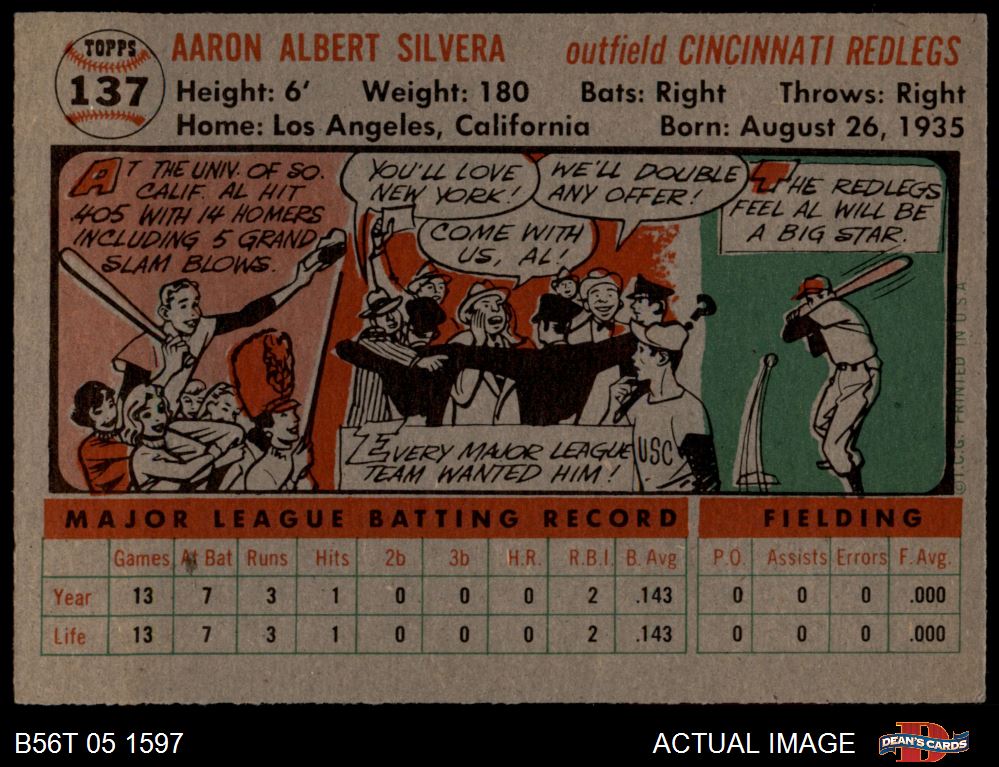 TOPPS
137
AARON ALBERT SILVERA outfield CINCINNATI REDLEGS
Height: 6' Weight: 180 Bats: Right Throws: Right
Home: Los Angeles, California Born: August 26, 1935
AT THE UNIV. OF SO.
CALIF. AL HIT
.405 WITH 14 HOMERS
INCLUDING 5 GRAND
SLAM BLOWS.
YOU'LL LOVE
NEW YORK!
WE'LL DOUBLE
ANY OFFER!
COME WITH
US, AL!
EVERY MAJOR LEAGUE
TEAM WANTED HIM!
USC
THE REDLEGS
FEEL AL WILL BE
A BIG STAR.
© T.C.G. PRINTED IN U.S.A.
MAJOR LEAGUE BATTING RECORD FIELDING
Games At Bat Runs Hits 2b 3b H.R. R.B.I. B. Avg P.O. Assists Errors F. Avg.
Year 13 7 3 1 0 0 0 2 .143 0 0 0 .000
Life 13 7 3 1 0 0 0 2 .143 0 0 0 .000
B56T 05 1597 ACTUAL IMAGE
D
DEAN'S CARDS